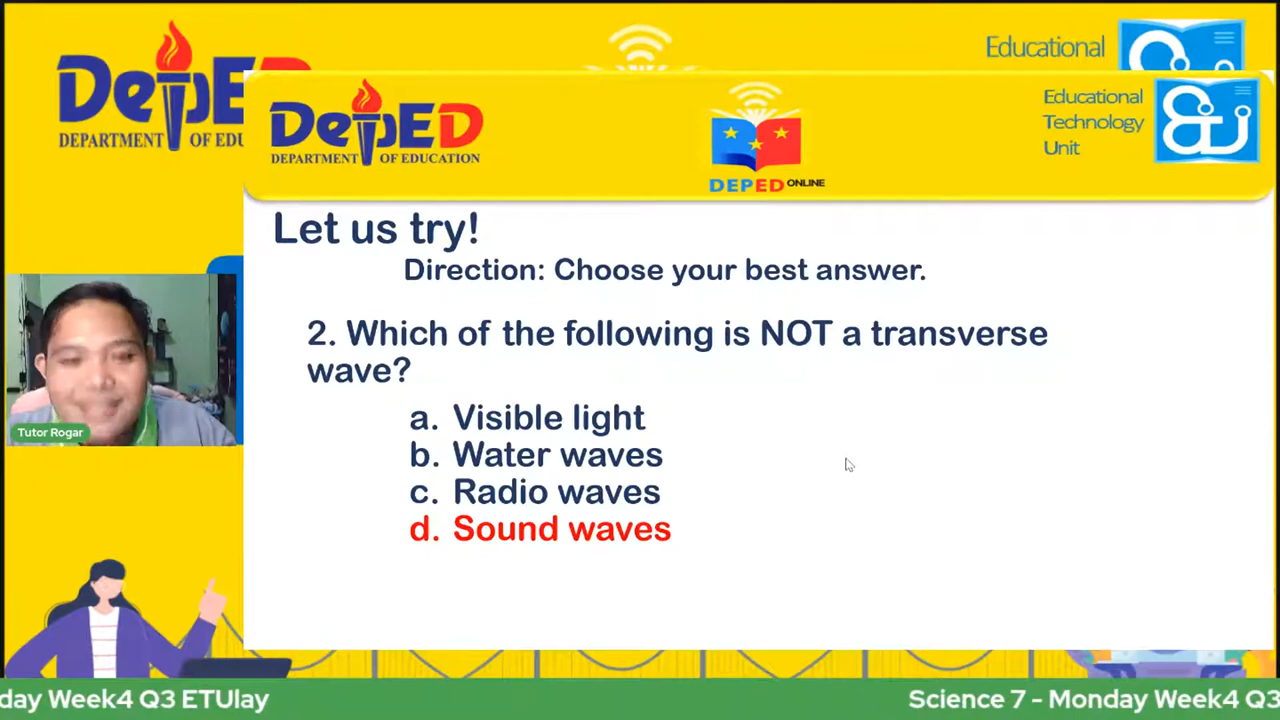 DepED
DEPARTMENT OF EDU
Educational
DepED
DEPARTMENT OF EDUCATION
DEPED ONLINE
Educational
Technology
Unit
Let us try!
Direction: Choose your best answer.
2. Which of the following is NOT a transverse
wave?
a. Visible light
b. Water waves
c. Radio waves
d. Sound waves
Tutor Rogar
day Week4 Q3 ETUlay
Science 7 - Monday Week4 Q3